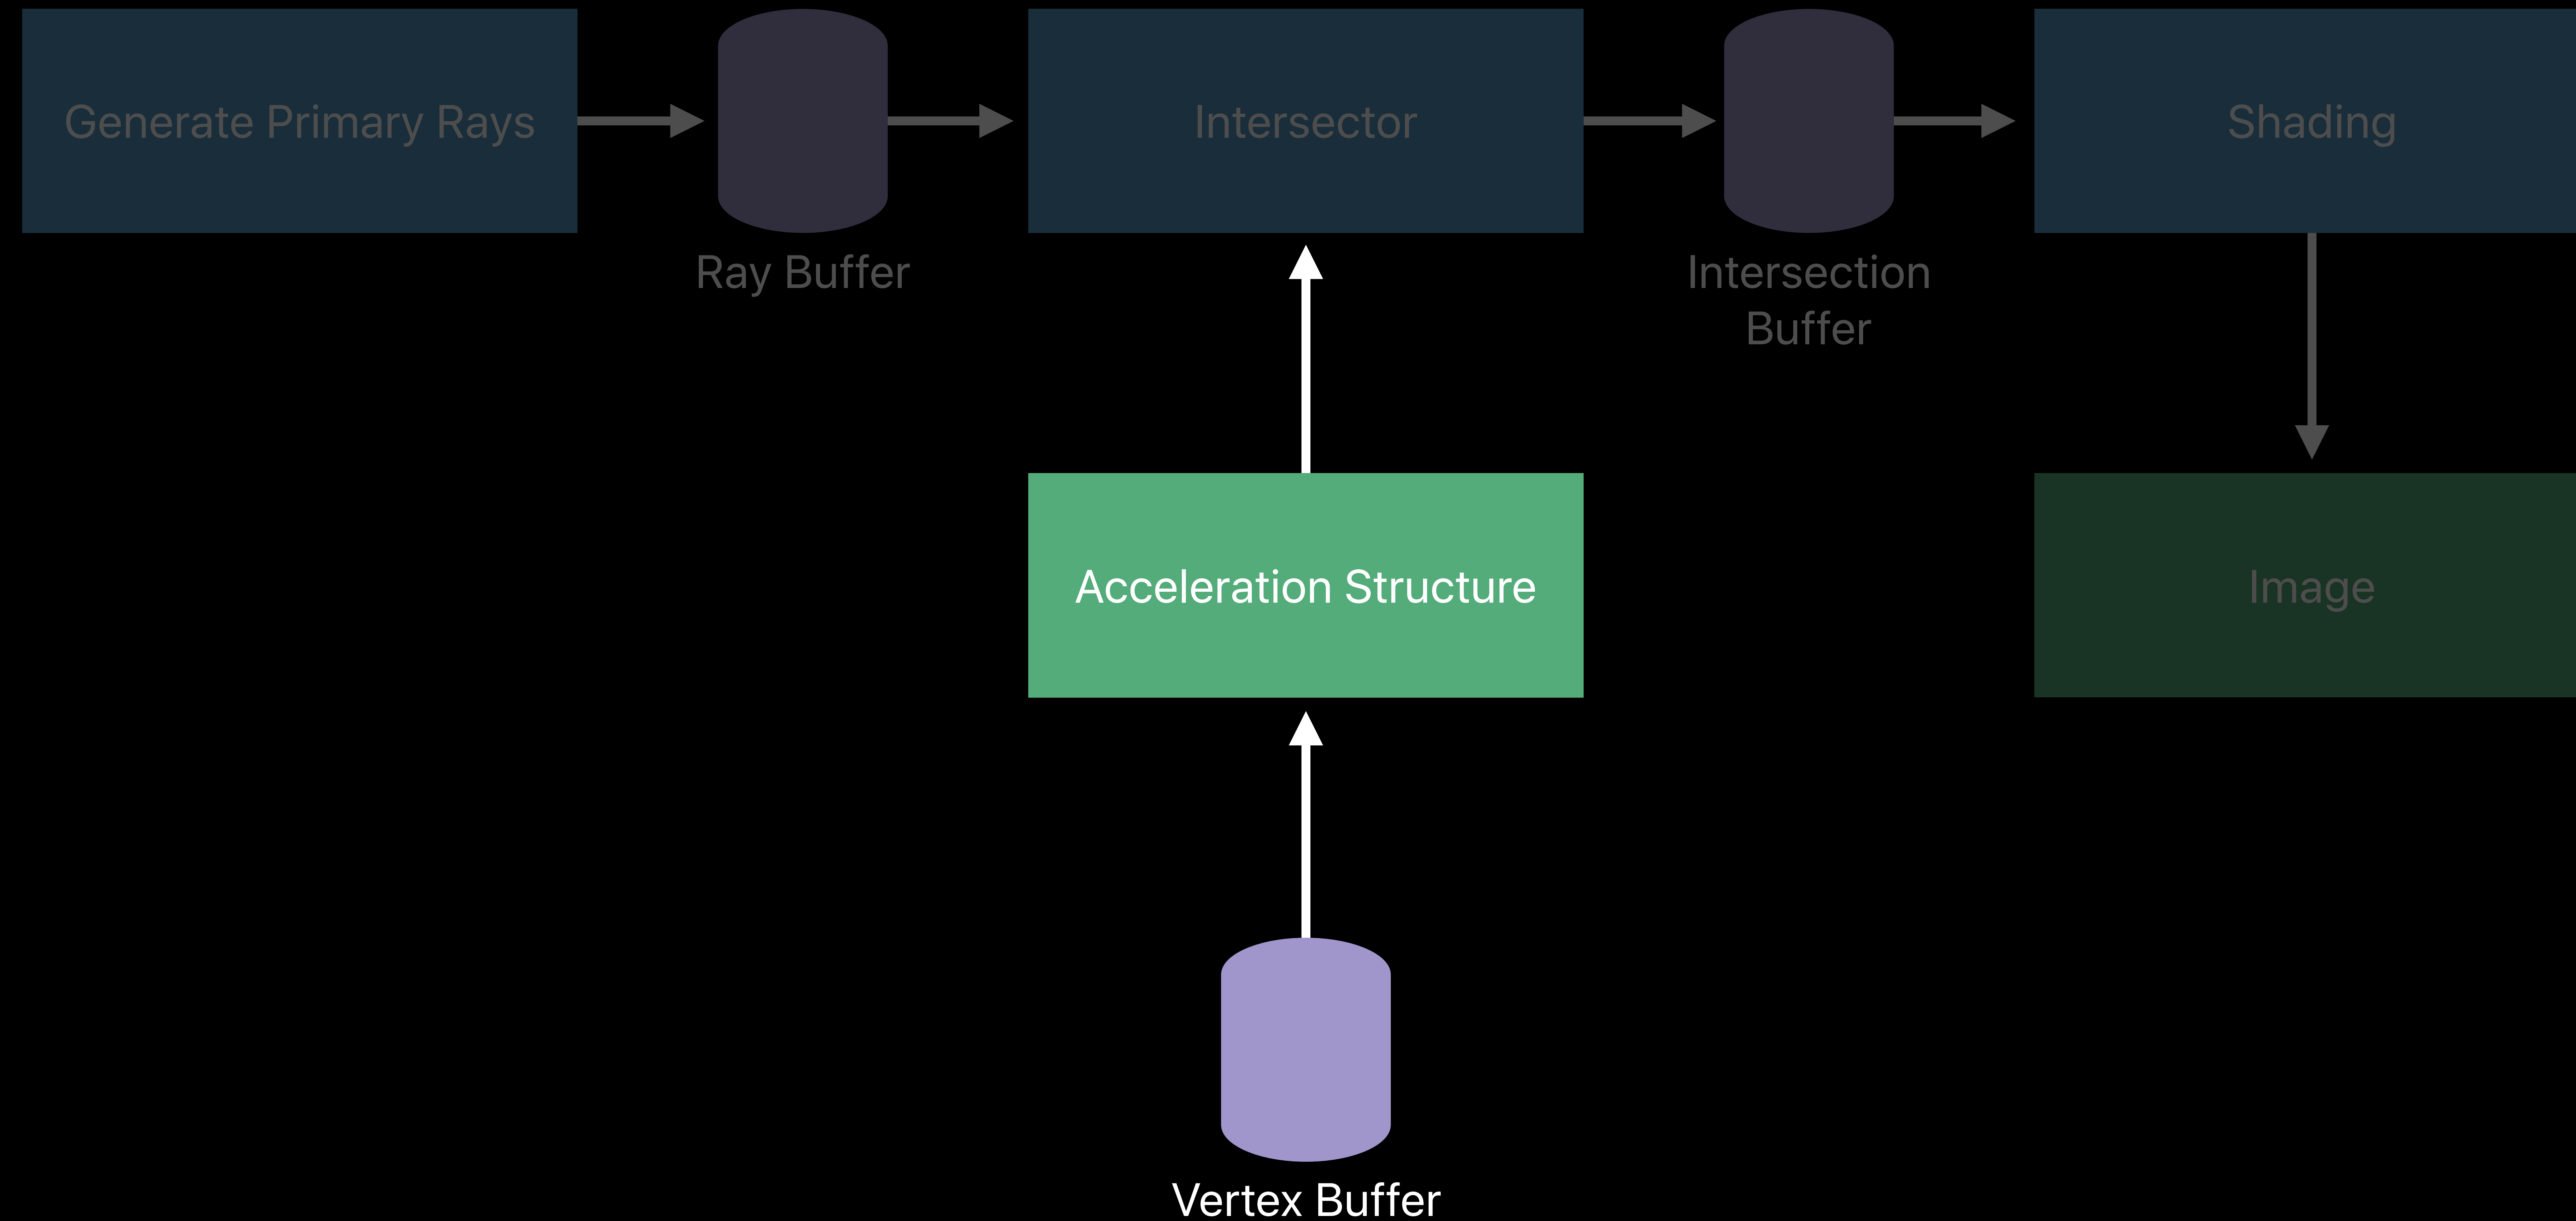 Generate Primary Rays
Intersector
Shading
Ray Buffer
Intersection
Buffer
Acceleration Structure
Image
Vertex Buffer